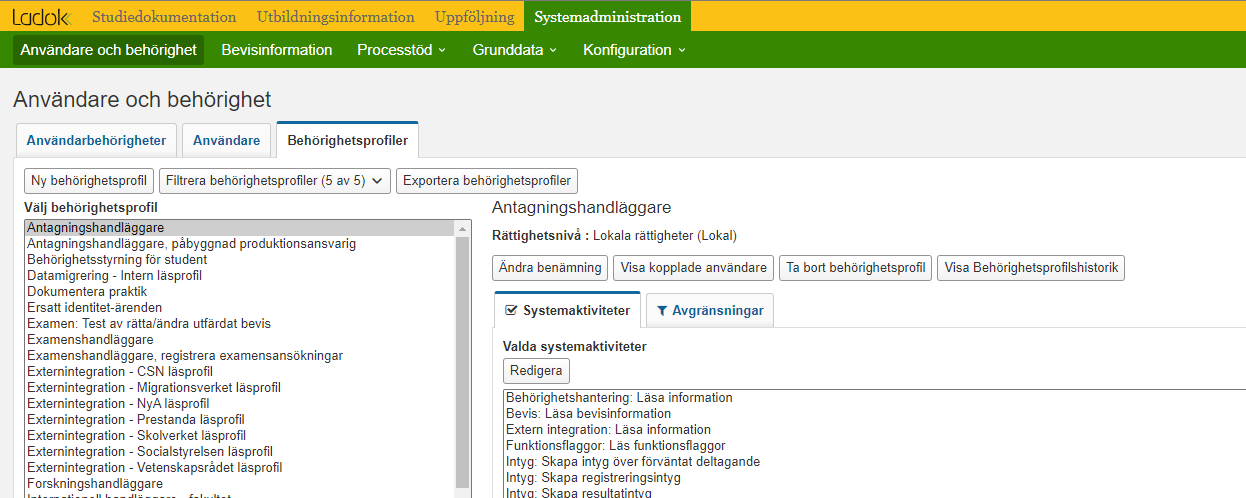 Ladok Studiedokumentation Utbildningsinformation Uppföljning Systemadministration
Användare och behörighet Bevisinformation Processtöd Grunddata Konfiguration
Användare och behörighet
Användarbehörigheter Användare Behörighetsprofiler
Ny behörighetsprofil Filtrera behörighetsprofiler (5 av 5) Exportera behörighetsprofiler
Välj behörighetsprofil
Antagningshandläggare
Antagningshandläggare, påbyggnad produktionsansvarig
Behörighetsstyrning för student
Datamigrering - Intern läsprofil
Dokumentera praktik
Ersatt identitet-ärenden
Examen: Test av rätta/ändra utfärdat bevis
Examenshandläggare
Examenshandläggare, registrera examensansökningar
Externintegration - CSN läsprofil
Externintegration - Migrationsverket läsprofil
Externintegration - NyA läsprofil
Externintegration - Prestanda läsprofil
Externintegration - Skolverket läsprofil
Externintegration - Socialstyrelsen läsprofil
Externintegration - Vetenskapsrådet läsprofil
Forskningshandläggare
Internationell handläggare - fakultet
Antagningshandläggare
Rättighetsnivå : Lokala rättigheter (Lokal)
Ändra benämning Visa kopplade användare Ta bort behörighetsprofil Visa Behörighetsprofilshistorik
Systemaktiviteter Avgränsningar
Valda systemaktiviteter
Redigera
Behörighetshantering: Läsa information
Bevis: Läsa bevisinformation
Extern integration: Läsa information
Funktionsflaggor: Läs funktionsflaggor
Intyg: Skapa intyg över förväntat deltagande
Intyg: Skapa registreringsintyg
Intyg: Skapa resultatintyg